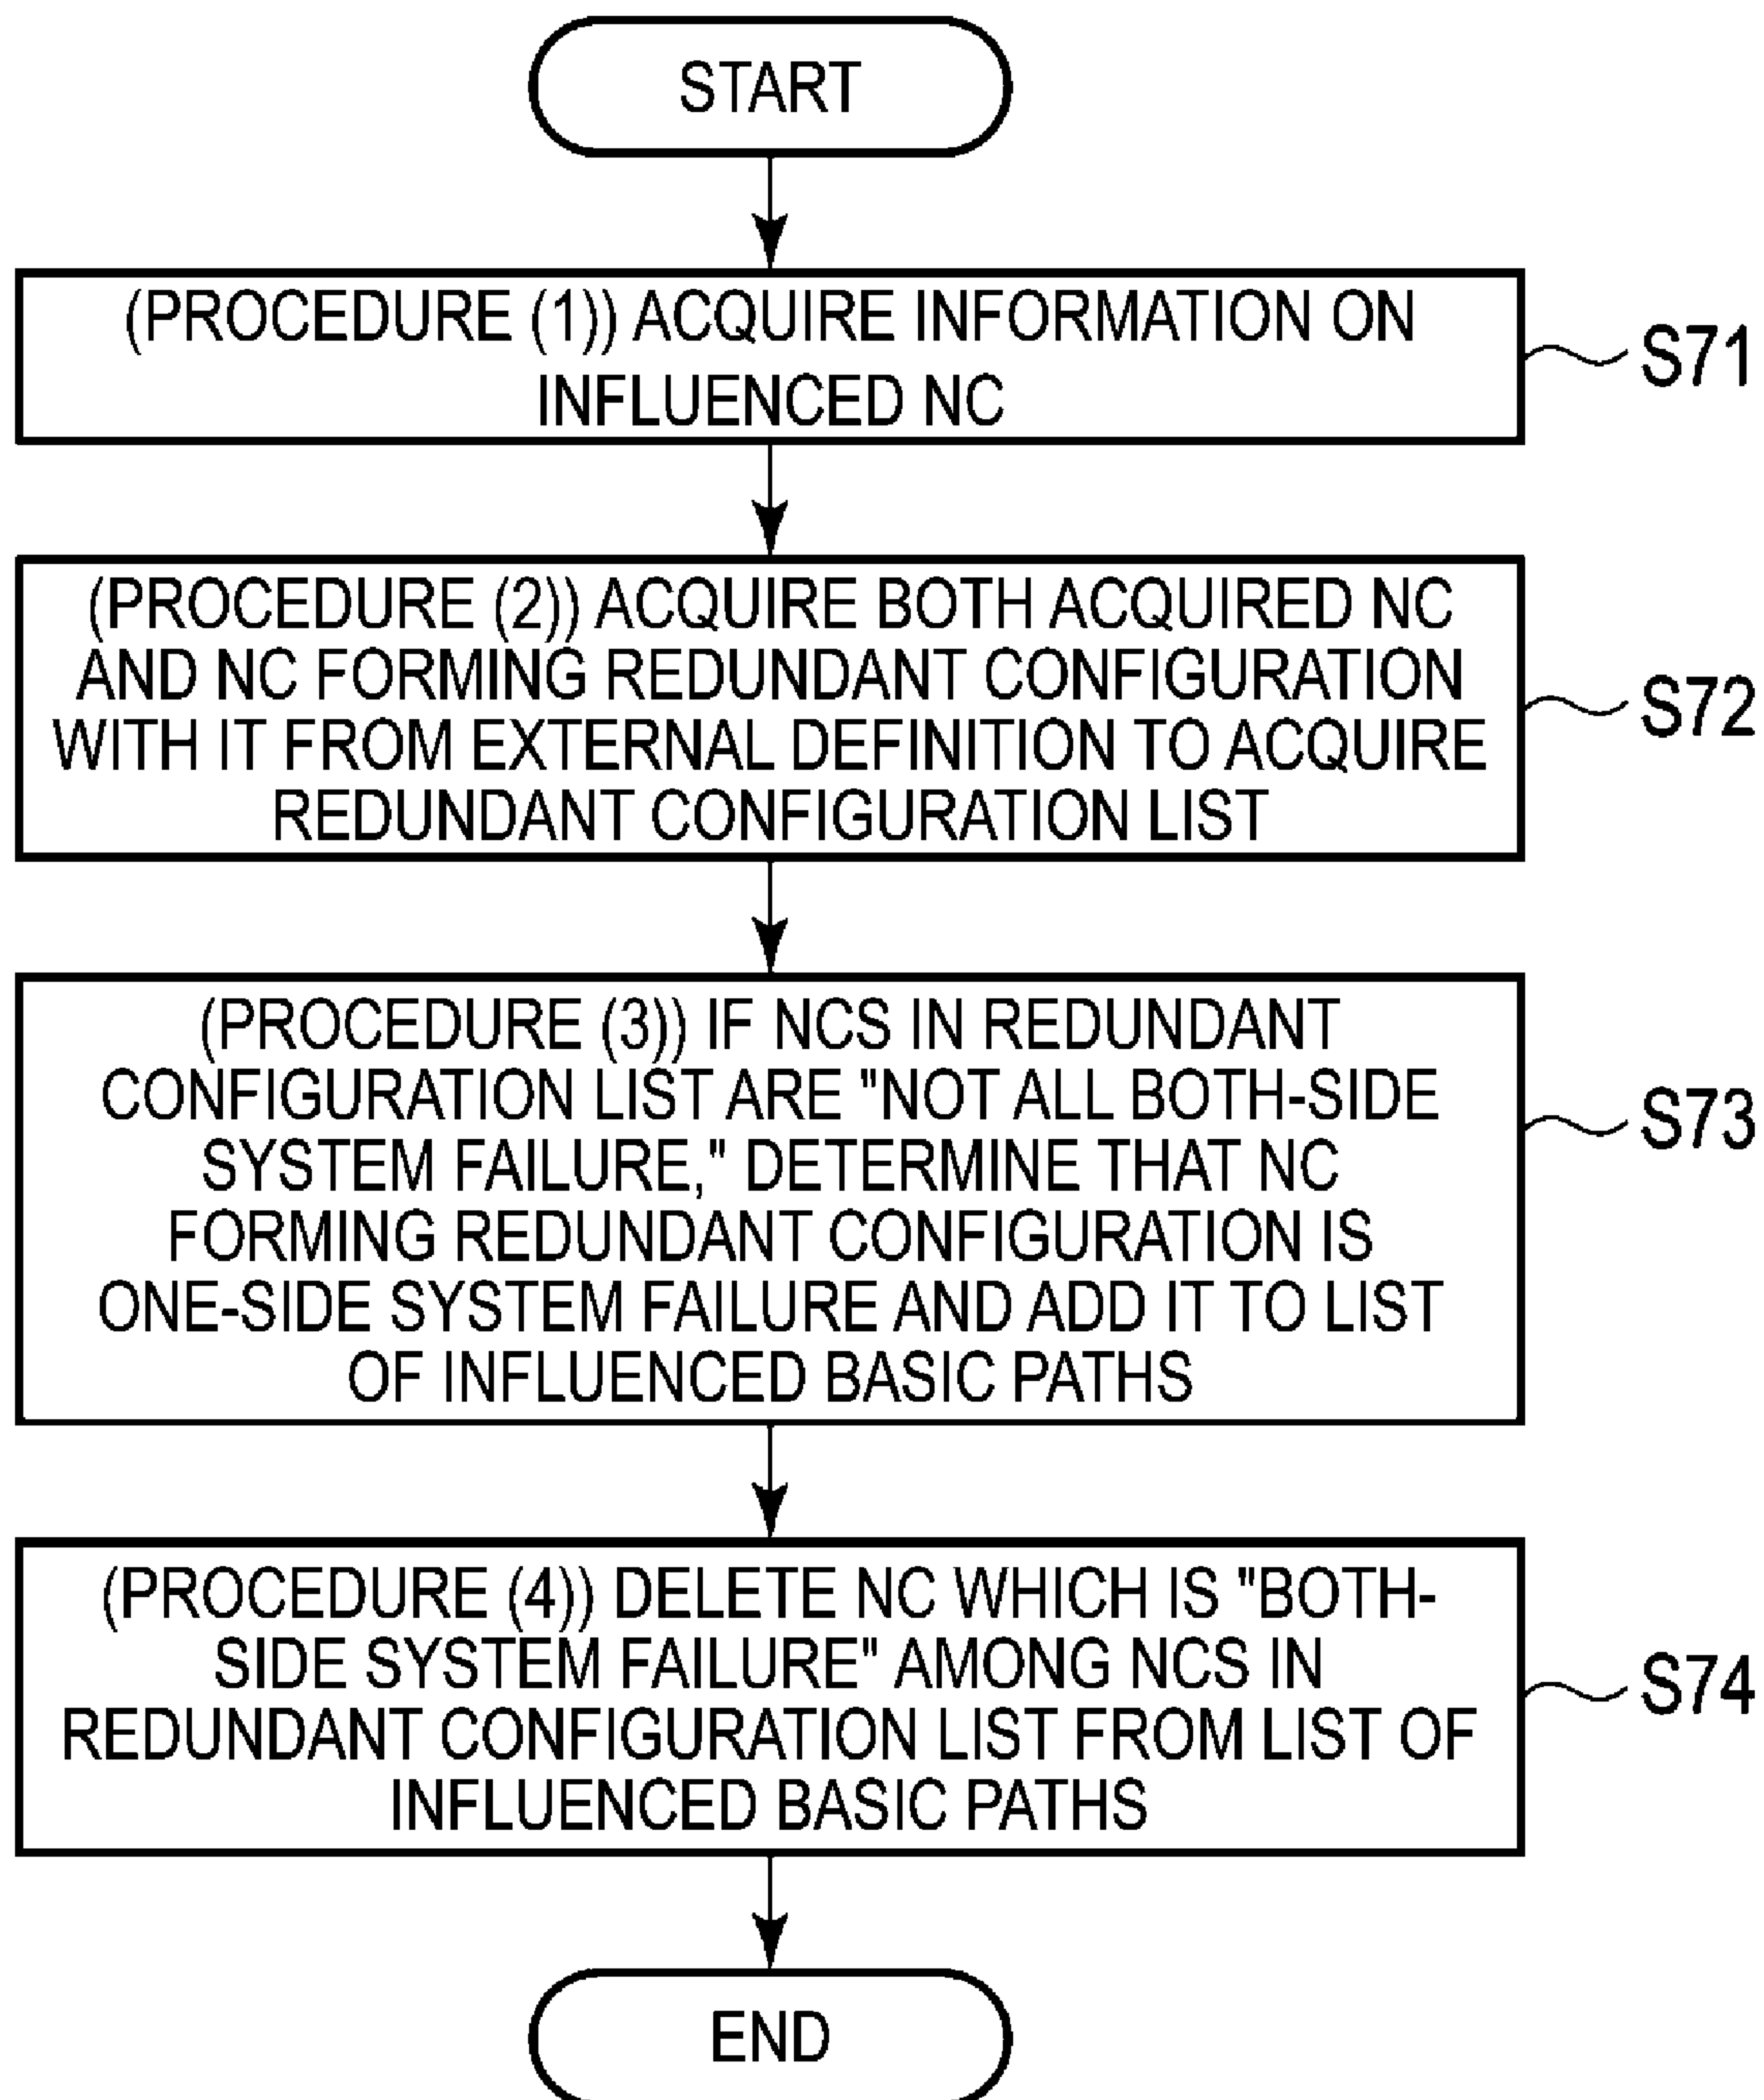 START
(PROCEDURE (1)) ACQUIRE INFORMATION ON
INFLUENCED NC
S71
(PROCEDURE (2)) ACQUIRE BOTH ACQUIRED NC
AND NC FORMING REDUNDANT CONFIGURATION
WITH IT FROM EXTERNAL DEFINITION TO ACQUIRE
REDUNDANT CONFIGURATION LIST
S72
(PROCEDURE (3)) IF NCS IN REDUNDANT
CONFIGURATION LIST ARE "NOT ALL BOTH-SIDE
SYSTEM FAILURE," DETERMINE THAT NC
FORMING REDUNDANT CONFIGURATION IS
ONE-SIDE SYSTEM FAILURE AND ADD IT TO LIST
OF INFLUENCED BASIC PATHS
S73
(PROCEDURE (4)) DELETE NC WHICH IS "BOTH-
SIDE SYSTEM FAILURE" AMONG NCS IN
REDUNDANT CONFIGURATION LIST FROM LIST OF
INFLUENCED BASIC PATHS
S74
END